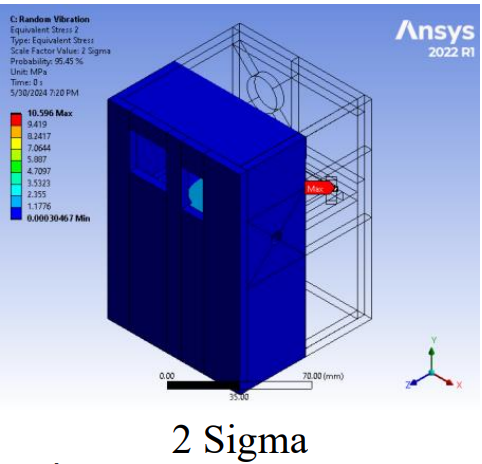 C: Random Vibration
Equivalent Stress 2
Type: Equivalent Stress
Scale Factor Value: 2 Sigma
Probability: 95.45 %
Unit: MPa
Time: 0 s
5/30/2024 7:20 PM
10.596 Max
9.419
8.2417
7.0644
5.887
4.7097
3.5323
2.355
1.1776
0.00030467 Min
Ansys
2022 R1
Max
0.00
70.00 (mm)
35.00
Y
Z
X
2 Sigma